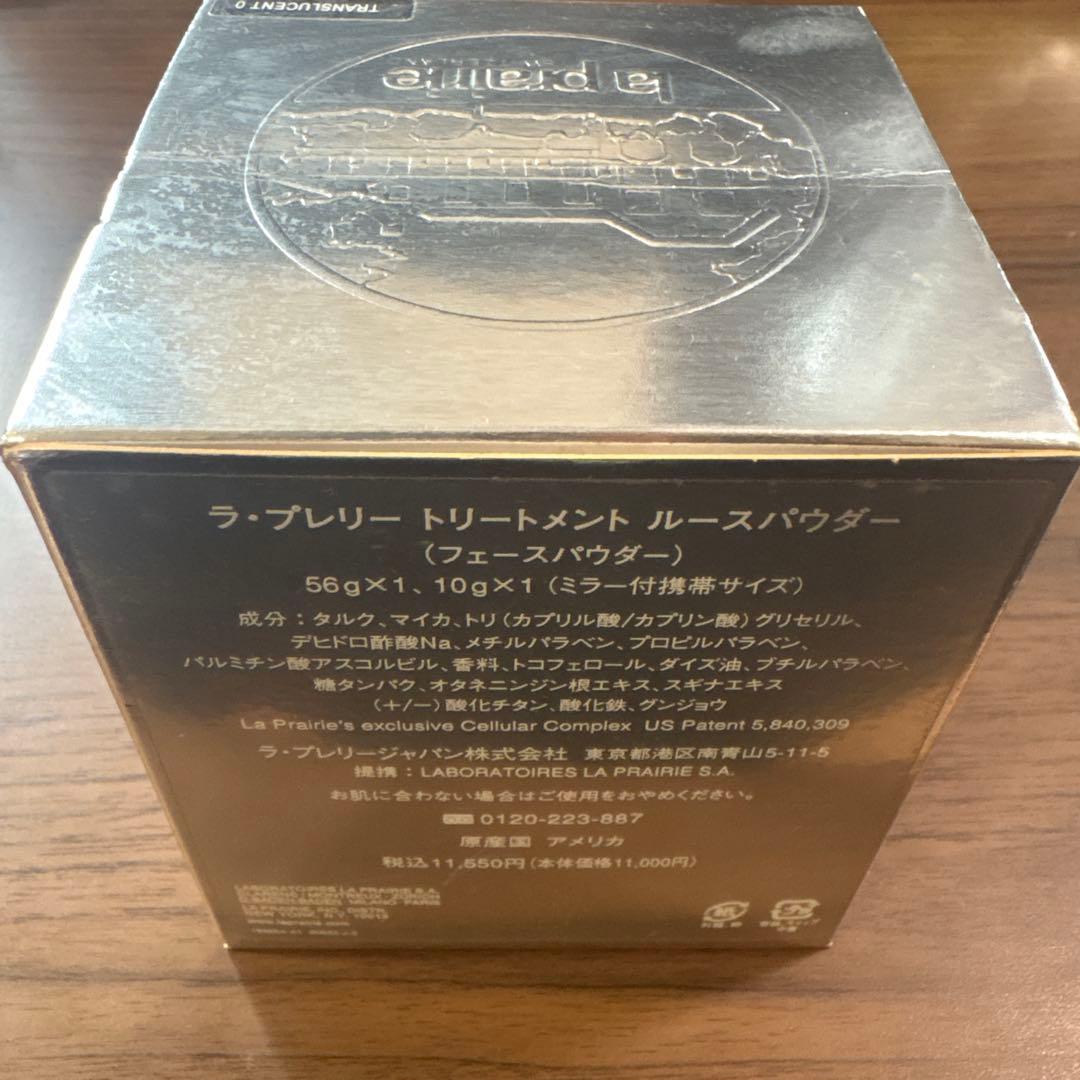 TRANSLUCENT 0
la prairie
ラ・プレリー トリートメント ルースパウダー
(フェースパウダー)
56g×1、10g×1(ミラー付携帯サイズ)
成分:タルク、マイカ、トリ(カプリル酸/カプリン酸)グリセリル、
デヒドロ酢酸Na、メチルパラベン、プロピルパラベン、
パルミチン酸アスコルビル、香料、トコフェロール、ダイズ油、ブチルパラベン、
糖タンパク、オタネニンジン根エキス、スギナエキス
(+/-)酸化チタン、酸化鉄、グンジョウ
La Prairie's exclusive Cellular Complex US Patent 5,840,309
ラ・プレリージャパン株式会社 東京都港区南青山5-11-5
提携:LABORATOIRES LA PRAIRIE S.A.
お肌に合わない場合はご使用をおやめください。
0120-223-887
原産国 アメリカ
税込11,550円(本体価格11,000円)
LABORATOIRES LA PRAIRIE S.A.
CLARENS / MONTREUX ZÜRICH
BADEN-BADEN MILANO PARIS
NEW YORK, N.Y. 10019
紙
プラ